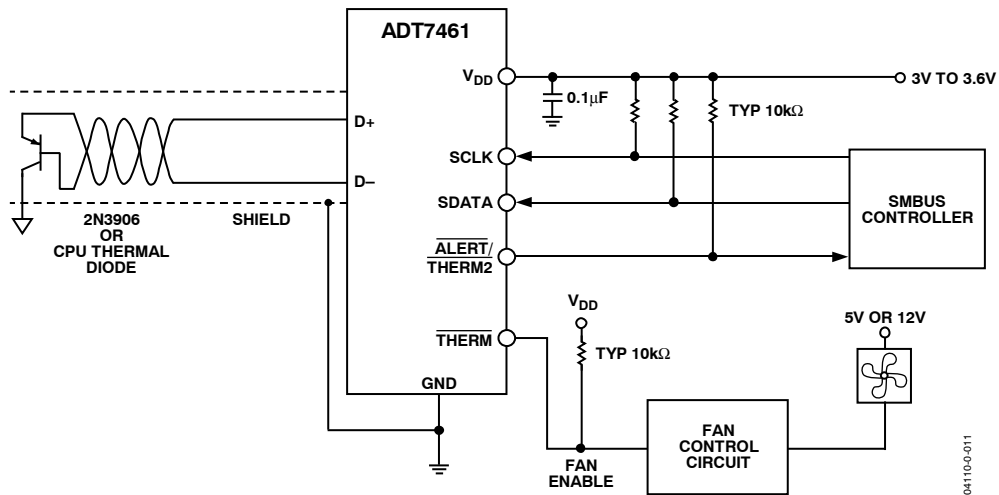 ADT7461
VDD
3V TO 3.6V
0.1μF
TYP 10kΩ
D+
SCLK
D–
SDATA
SMBUS
CONTROLLER
2N3906
OR
CPU THERMAL
DIODE
SHIELD
ALERT/
THERM2
VDD
5V OR 12V
THERM
TYP 10kΩ
GND
FAN
CONTROL
CIRCUIT
FAN
ENABLE
04110-0-011